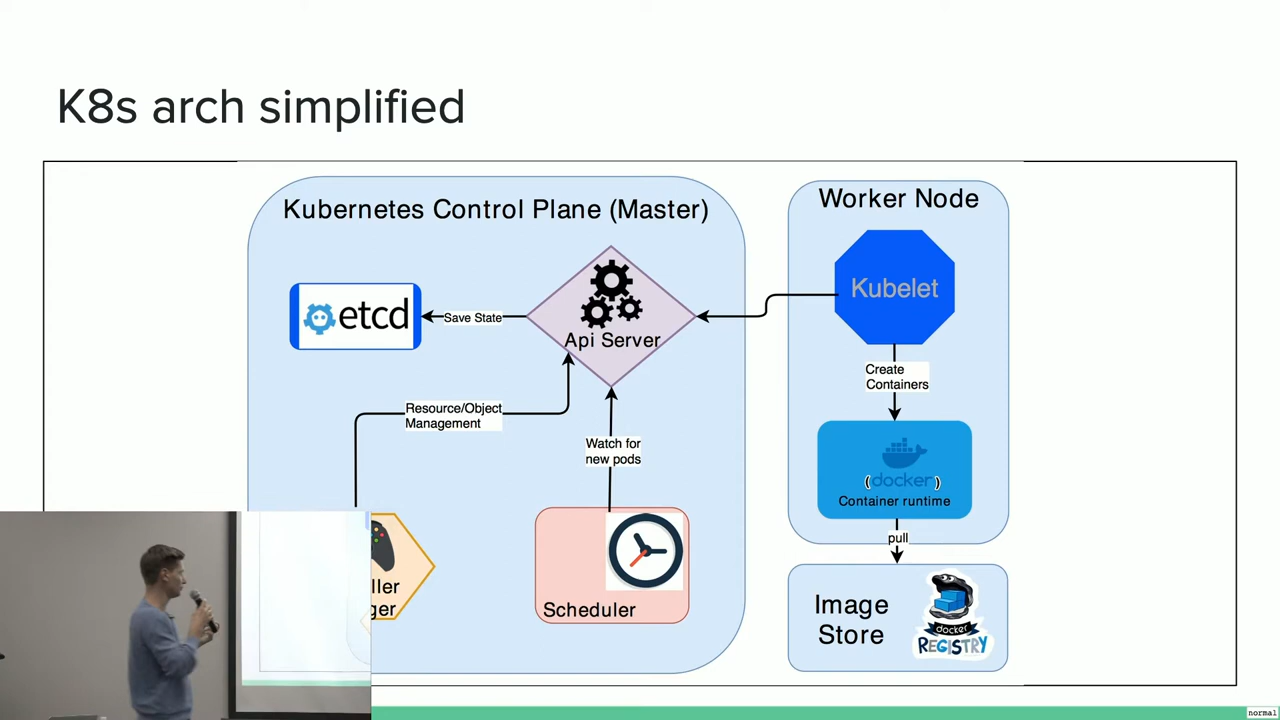 K8s arch simplified
Kubernetes Control Plane (Master)
Worker Node
Kubelet
etcd
Save State
Api Server
Create
Containers
Resource/Object
Management
Watch for
new pods
(docker)
Container runtime
pull
ller
ger
Scheduler
Image
Store
docker
REGISTRY
normal